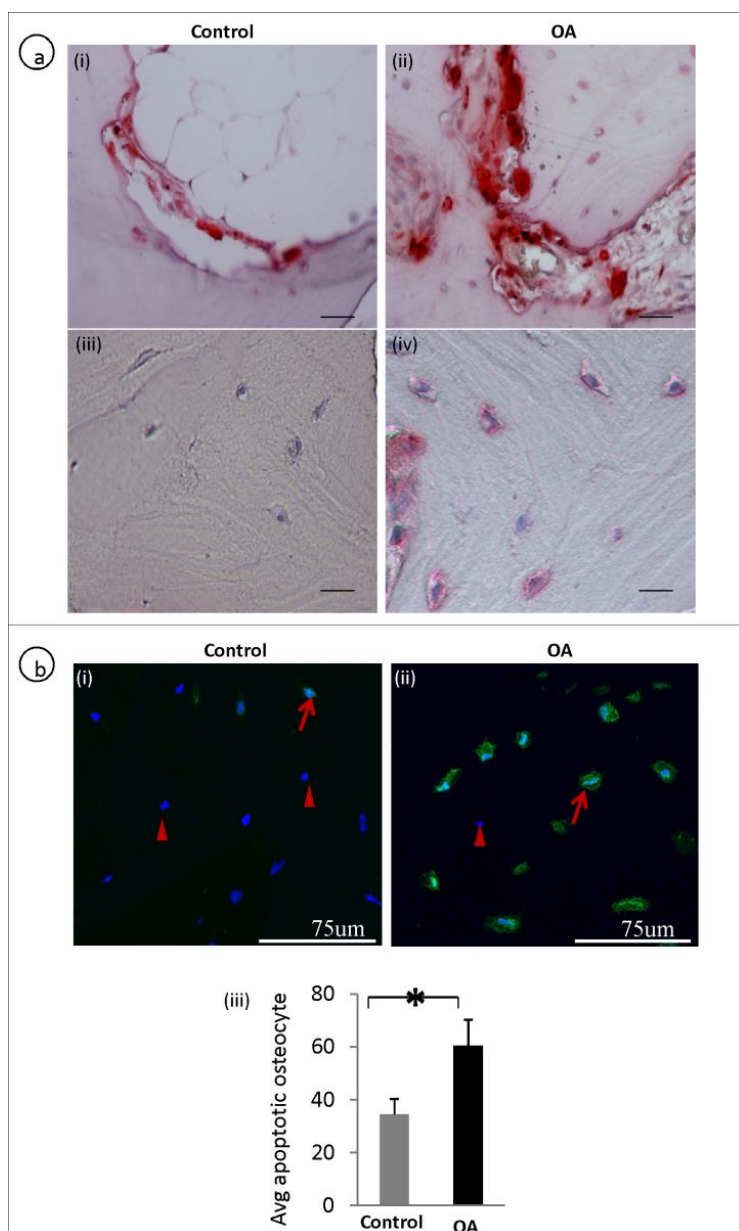 Control OA
a
(i) (ii)
(iii) (iv)
Control OA
b
(i) (ii)
75um 75um
(iii)
Avg apoptotic osteocyte
80
60
40
20
0
*
Control OA